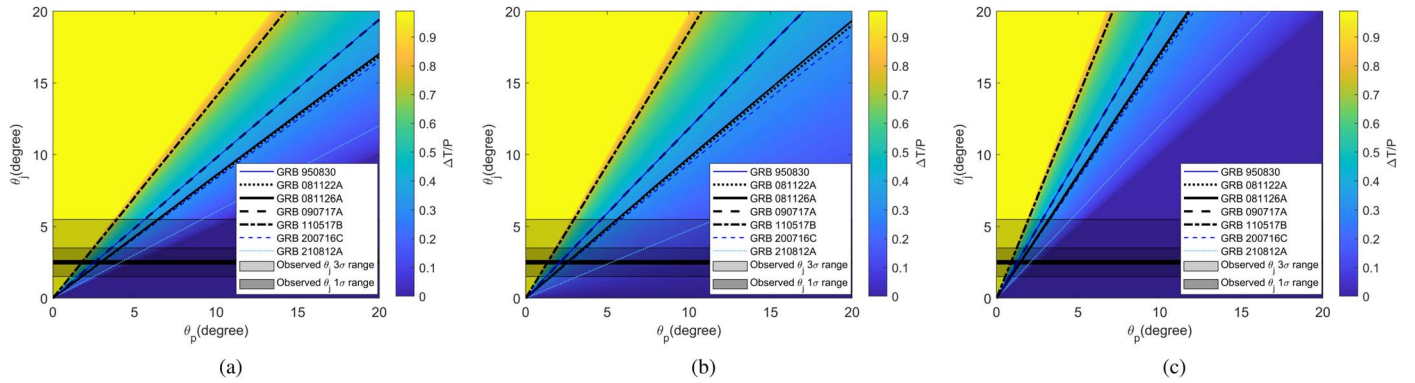 20
15
10
5
0
θj(degree)
0 5 10 15 20
θp(degree)
GRB 950830
GRB 081122A
GRB 081126A
GRB 090717A
GRB 110517B
GRB 200716C
GRB 210812A
Observed θj 3σ range
Observed θj 1σ range
0.9
0.8
0.7
0.6
0.5
0.4
0.3
0.2
0.1
0
ΔT/P
(a)
20
15
10
5
0
θj(degree)
0 5 10 15 20
θp(degree)
GRB 950830
GRB 081122A
GRB 081126A
GRB 090717A
GRB 110517B
GRB 200716C
GRB 210812A
Observed θj 3σ range
Observed θj 1σ range
0.9
0.8
0.7
0.6
0.5
0.4
0.3
0.2
0.1
0
ΔT/P
(b)
20
15
10
5
0
θj(degree)
0 5 10 15 20
θp(degree)
GRB 950830
GRB 081122A
GRB 081126A
GRB 090717A
GRB 110517B
GRB 200716C
GRB 210812A
Observed θj 3σ range
Observed θj 1σ range
0.9
0.8
0.7
0.6
0.5
0.4
0.3
0.2
0.1
0
ΔT/P
(c)